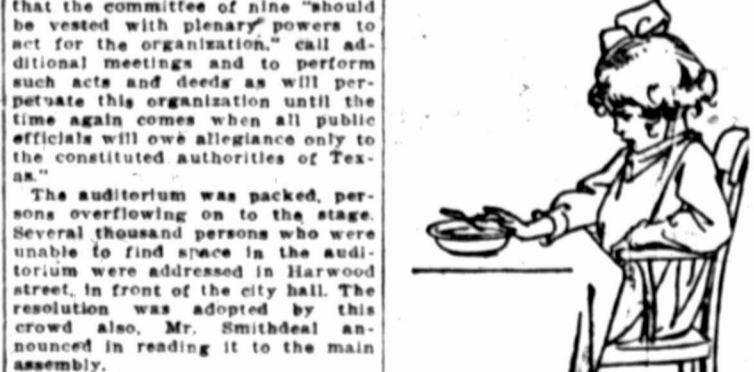 that the committee of nine "should
be vested with plenary powers to
act for the organization," call ad-
ditional meetings and to perform
such acts and deeds as will per-
petuate this organization until the
time again comes when all public
officials will owe allegiance only to
the constituted authorities of Tex-
as."
The auditorium was packed, per-
sons overflowing on to the stage.
Several thousand persons who were
unable to find space in the audi-
torium were addressed in Harwood
street, in front of the city hall. The
resolution was adopted by this
crowd also, Mr. Smithdeal an-
nounced in reading it to the main
assembly.